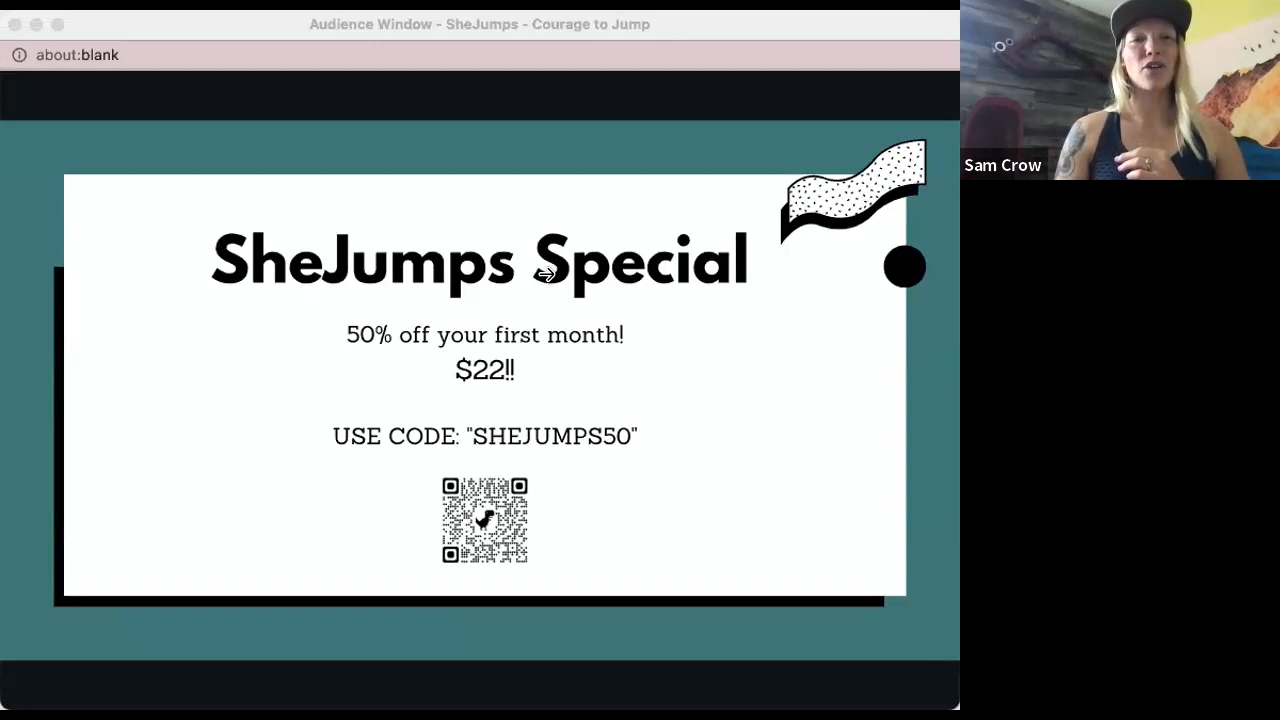 Audience Window - SheJumps - Courage to Jump
about:blank
SheJumps Special
50% off your first month!
$22!!
USE CODE: "SHEJUMPS50"
Sam Crow